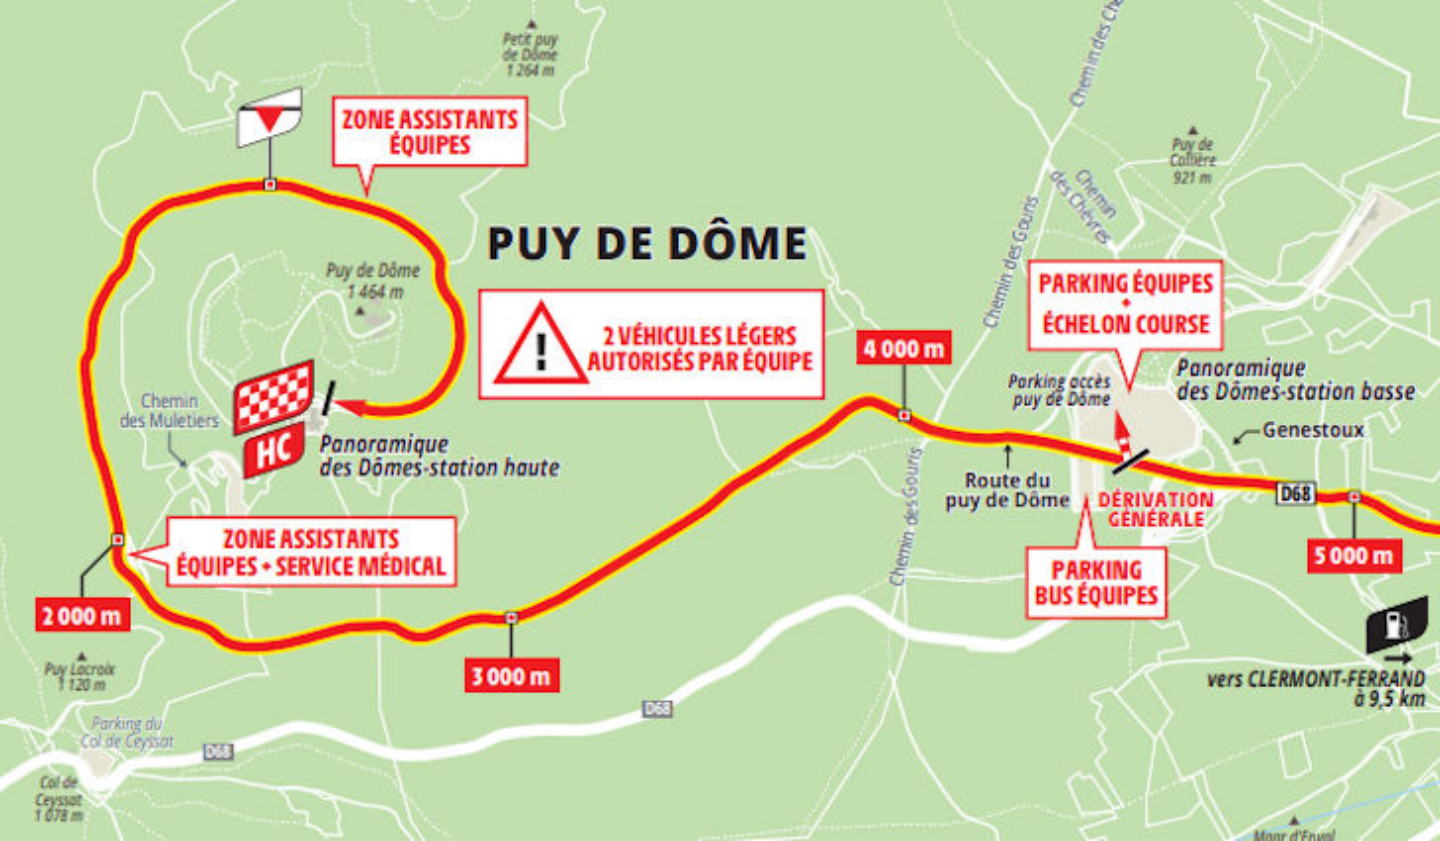 Petit puy
de Dôme
1 264 m
Chemin des Che
ZONE ASSISTANTS
ÉQUIPES
Puy de
Collière
921 m
Chemin
des Chèvres
Chemin des Gouris
PUY DE DÔME
Puy de Dôme
1 464 m
PARKING ÉQUIPES
+
ÉCHELON COURSE
!
2 VÉHICULES LÉGERS
AUTORISÉS PAR ÉQUIPE
4 000 m
Parking accès
puy de Dôme
Panoramique
des Dômes-station basse
Genestoux
Chemin
des Muletiers
HC
Panoramique
des Dômes-station haute
Chemin des Gouris
Route du
puy de Dôme
DÉRIVATION
GÉNÉRALE
D68
5 000 m
ZONE ASSISTANTS
ÉQUIPES + SERVICE MÉDICAL
PARKING
BUS ÉQUIPES
2 000 m
3 000 m
Puy Lacroix
1 120 m
vers CLERMONT-FERRAND
à 9,5 km
D68
Parking du
Col de Ceyssat
D68
Col de
Ceyssat
1 078 m